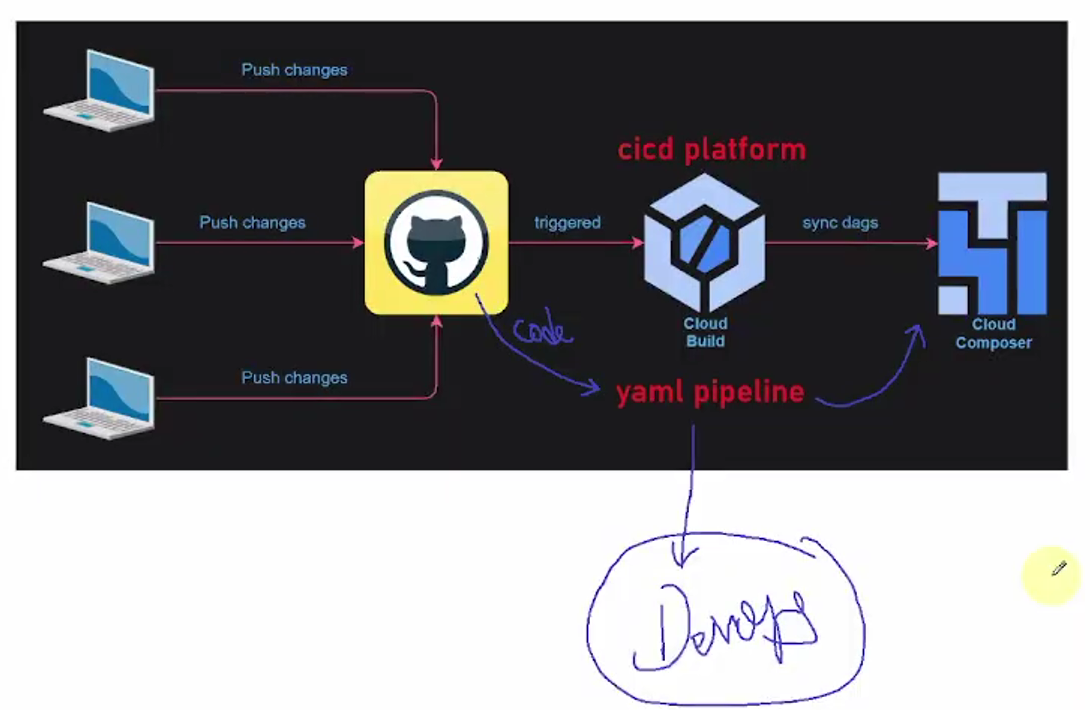 Push changes
cicd platform
Push changes
triggered
sync dags
Cloud
Build
Cloud
Composer
code
Push changes
yaml pipeline
Devops